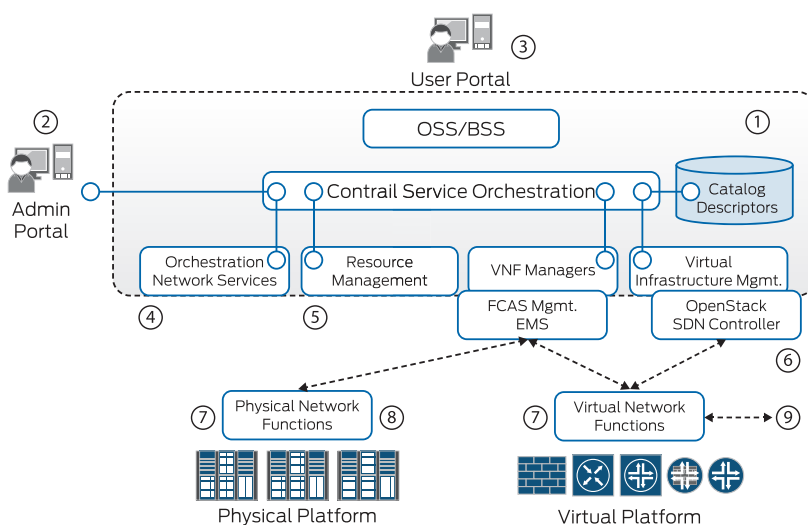 3
User Portal
2
OSS/BSS
1
Contrail Service Orchestration
Catalog
Descriptors
Admin
Portal
Orchestration
Network Services
Resource
Management
VNF Managers
Virtual
Infrastructure Mgmt.
4
5
FCAS Mgmt.
EMS
OpenStack
SDN Controller
6
7
Physical Network
Functions
8
7
Virtual Network
Functions
9
Physical Platform
Virtual Platform